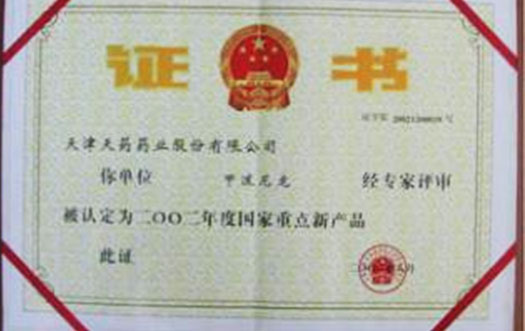 证书
天津天药药业股份有限公司
你单位 甲泼尼龙 经专家评审
被认定为二〇〇二年度国家重点新产品
此证